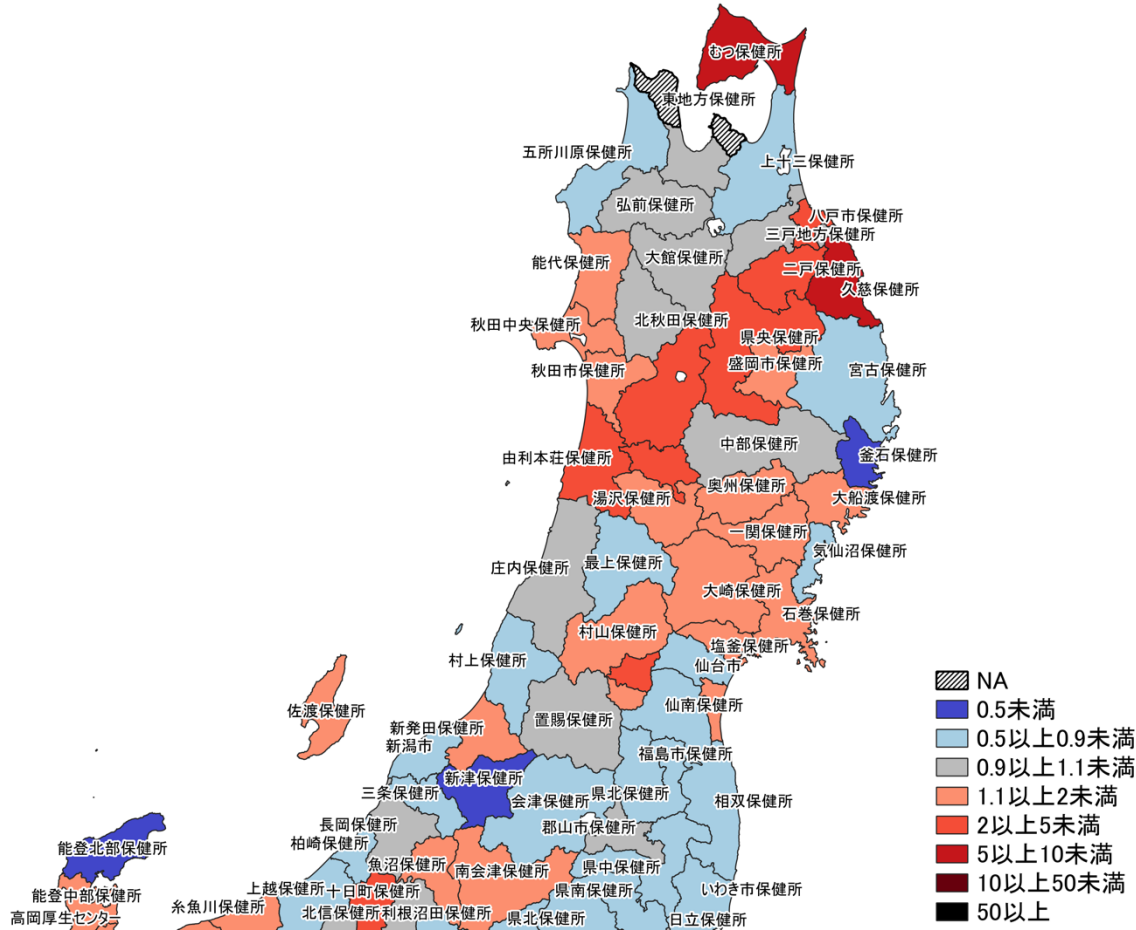 むつ保健所
東地方保健所
五所川原保健所
上十三保健所
弘前保健所
八戸市保健所
三戸地方保健所
大館保健所
能代保健所
二戸保健所
久慈保健所
北秋田保健所
秋田中央保健所
県央保健所
盛岡市保健所
秋田市保健所
宮古保健所
中部保健所
釜石保健所
由利本荘保健所
奥州保健所
湯沢保健所
大船渡保健所
一関保健所
気仙沼保健所
最上保健所
庄内保健所
大崎保健所
石巻保健所
村山保健所
塩釜保健所
村上保健所
仙台市
佐渡保健所
仙南保健所
置賜保健所
新発田保健所
新潟市
福島市保健所
新津保健所
三条保健所
会津保健所
県北保健所
相双保健所
長岡保健所
郡山市保健所
柏崎保健所
能登北部保健所
魚沼保健所
南会津保健所
県中保健所
能登中部保健所
上越保健所
十日町保健所
県南保健所
いわき市保健所
糸魚川保健所
高岡厚生センター
北信保健所
利根沼田保健所
県北保健所
日立保健所
NA
0.5未満
0.5以上0.9未満
0.9以上1.1未満
1.1以上2未満
2以上5未満
5以上10未満
10以上50未満
50以上